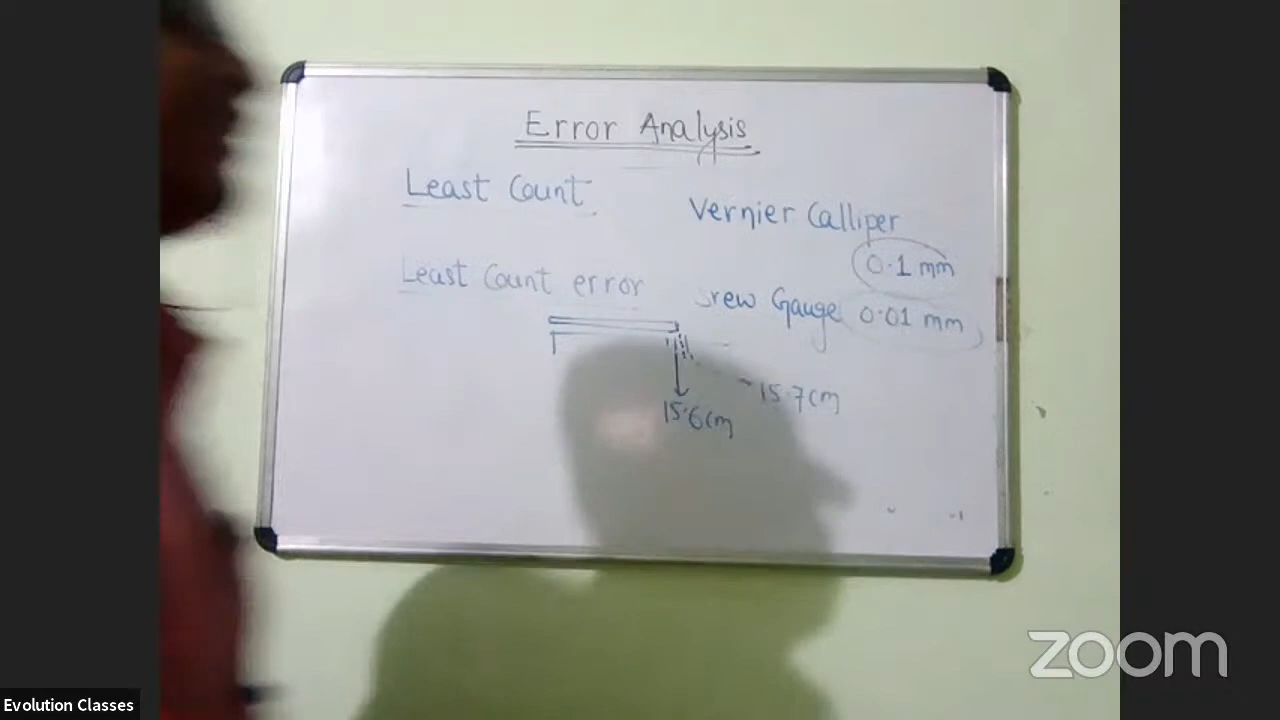 Error Analysis
Least Count
Vernier Calliper
0.1 mm
Least Count error
Crew Gauge 0.01 mm
15.7cm
15.6cm
zoom
Evolution Classes